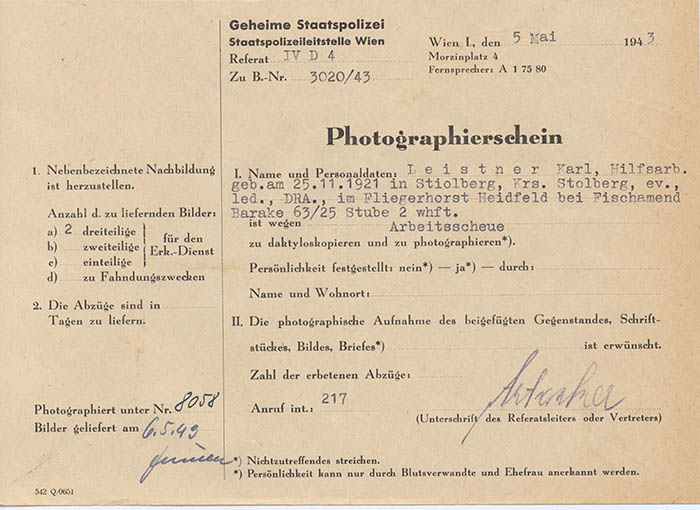 Geheime Staatspolizei
Staatspolizeileitstelle Wien
Referat IV D 4
Zu B.-Nr. 3020/43
Wien I., den 5 Mai 1943
Morzinplatz 4
Fernsprecher: A 1 75 80
Photographierschein
1. Nebenbezeichnete Nachbildung
ist herzustellen.
Anzahl d. zu liefernden Bilder:
a) 2 dreiteilige
b) zweiteilige
c) einteilige
für den
Erk.-Dienst
d) zu Fahndungszwecken
2. Die Abzüge sind in
Tagen zu liefern.
Photographiert unter Nr. 8058
Bilder geliefert am 6.5.43
I. Name und Personaldaten: Leistner Karl, Hilfsarb.
geb.am 25.11.1921 in Stiolberg, Krs. Stolberg, ev.,
led., DRA., im Fliegerhorst Heidfeld bei Fischamend
Barake 63/25 Stube 2 whft.
ist wegen Arbeitsscheue
zu daktyloskopieren und zu photographieren*).
Persönlichkeit festgestellt: nein*) — ja*) — durch:
Name und Wohnort:
II. Die photographische Aufnahme des beigefügten Gegenstandes, Schrift-
stückes, Bildes, Briefes*) ist erwünscht.
Zahl der erbetenen Abzüge:
Anruf int.: 217
(Unterschrift des Referatsleiters oder Vertreters)
*) Nichtzutreffendes streichen.
*) Persönlichkeit kann nur durch Blutsverwandte und Ehefrau anerkannt werden.
542 Q/0651